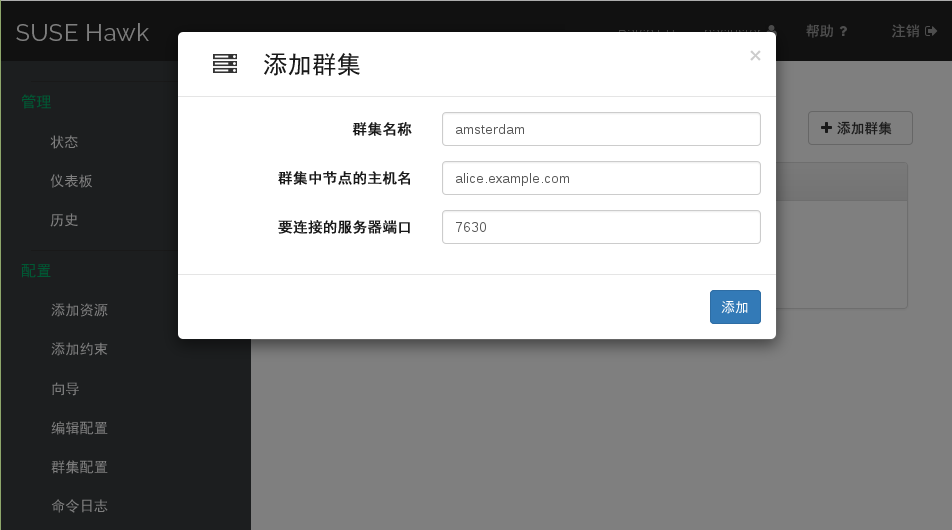 SUSE Hawk
帮助 ?
注销
添加群集
×
管理
状态
仪表板
历史
群集名称 amsterdam
群集中节点的主机名 alice.example.com
要连接的服务器端口 7630
添加
+ 添加群集
配置
添加资源
添加约束
向导
编辑配置
群集配置
命令日志